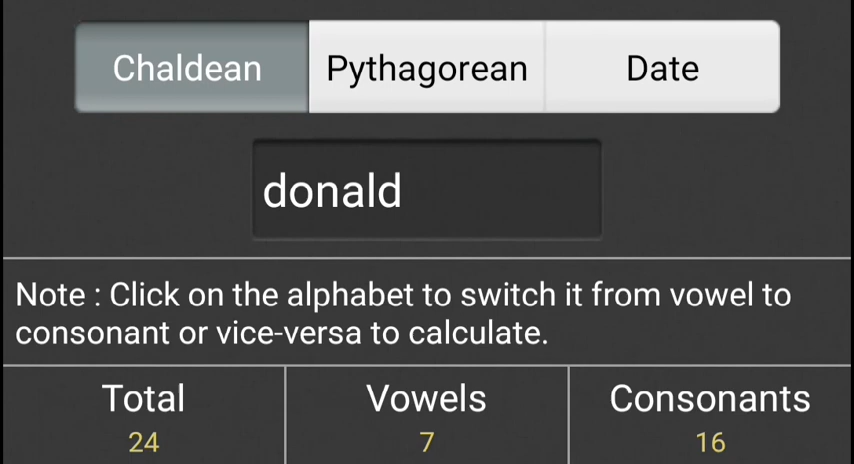 Chaldean Pythagorean Date
donald
Note : Click on the alphabet to switch it from vowel to
consonant or vice-versa to calculate.
Total Vowels Consonants
24 7 16